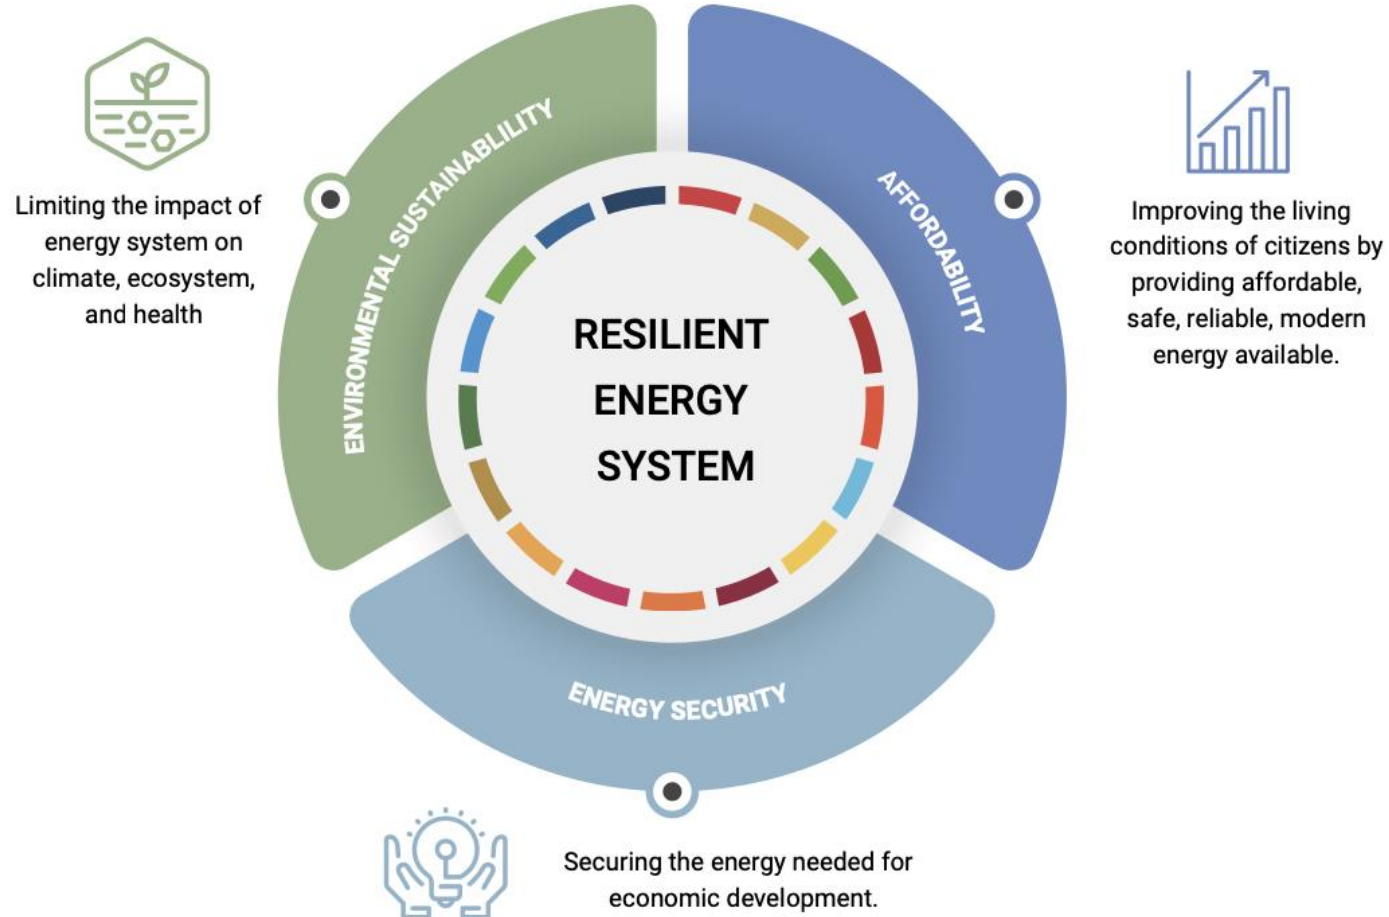 ENVIRONMENTAL SUSTAINABLILITY
Limiting the impact of
energy system on
climate, ecosystem,
and health
AFFORDABILITY
Improving the living
conditions of citizens by
providing affordable,
safe, reliable, modern
energy available.
RESILIENT
ENERGY
SYSTEM
ENERGY SECURITY
Securing the energy needed for
economic development.